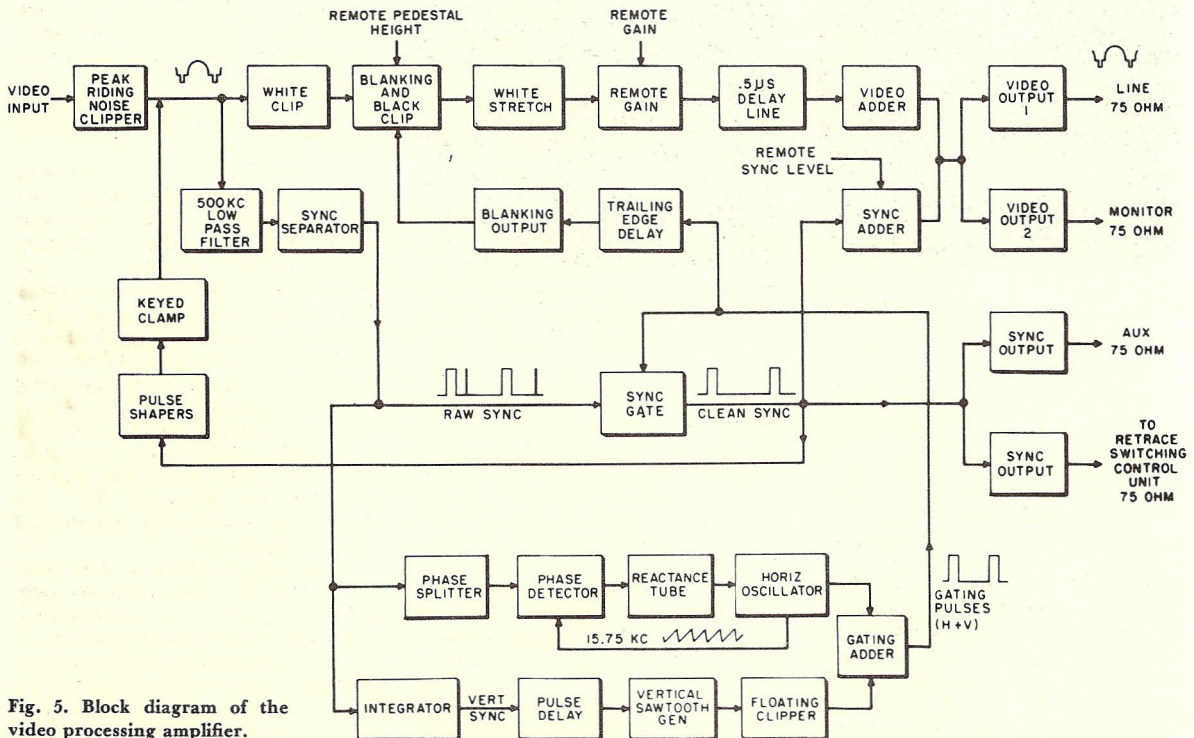 REMOTE PEDESTAL
HEIGHT
REMOTE
GAIN
VIDEO
INPUT
PEAK
RIDING
NOISE
CLIPPER
WHITE
CLIP
BLANKING
AND
BLACK
CLIP
WHITE
STRETCH
REMOTE
GAIN
.5µS
DELAY
LINE
VIDEO
ADDER
VIDEO
OUTPUT
1
LINE
75 OHM
REMOTE
SYNC LEVEL
500KC
LOW
PASS
FILTER
SYNC
SEPARATOR
BLANKING
OUTPUT
TRAILING
EDGE
DELAY
SYNC
ADDER
VIDEO
OUTPUT
2
MONITOR
75 OHM
KEYED
CLAMP
PULSE
SHAPERS
RAW SYNC
SYNC
GATE
CLEAN SYNC
SYNC
OUTPUT
AUX
75 OHM
SYNC
OUTPUT
TO
RETRACE
SWITCHING
CONTROL
UNIT
75 OHM
PHASE
SPLITTER
PHASE
DETECTOR
REACTANCE
TUBE
HORIZ
OSCILLATOR
15.75 KC
GATING
PULSES
(H+V)
GATING
ADDER
INTEGRATOR
VERT
SYNC
PULSE
DELAY
VERTICAL
SAWTOOTH
GEN
FLOATING
CLIPPER
Fig. 5. Block diagram of the
video processing amplifier.